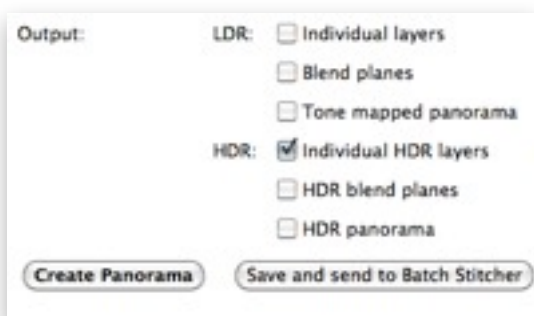 Output: LDR: Individual layers
Blend planes
Tone mapped panorama
HDR: Individual HDR layers
HDR blend planes
HDR panorama
Create Panorama Save and send to Batch Stitcher